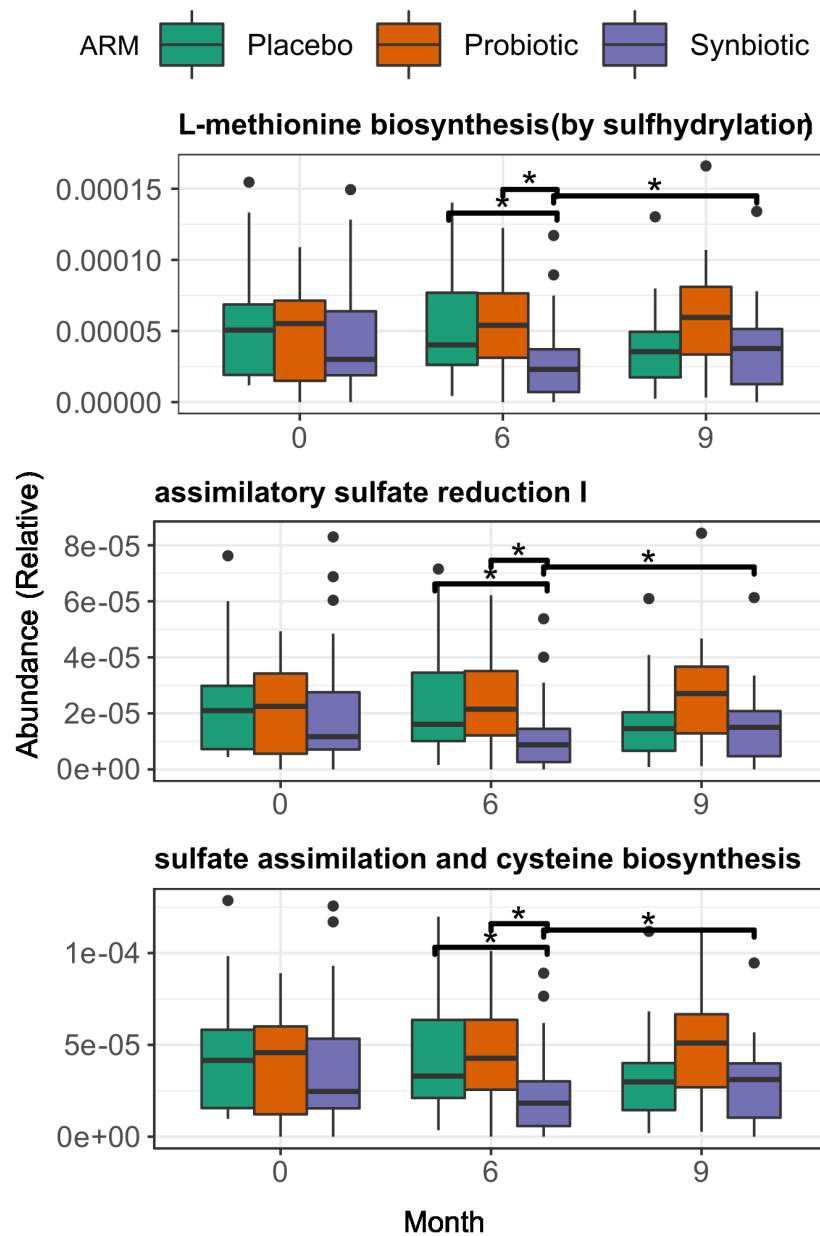 ARM Placebo Probiotic Synbiotic
L-methionine biosynthesis(by sulfhydrylation)
0.00015
0.00010
0.00005
0.00000
0 6 9
Abundance (Relative)
assimilatory sulfate reduction I
* * *
8e-05
6e-05
4e-05
2e-05
0e+00
0 6 9
sulfate assimilation and cysteine biosynthesis
* * *
1e-04
5e-05
0e+00
0 6 9
Month